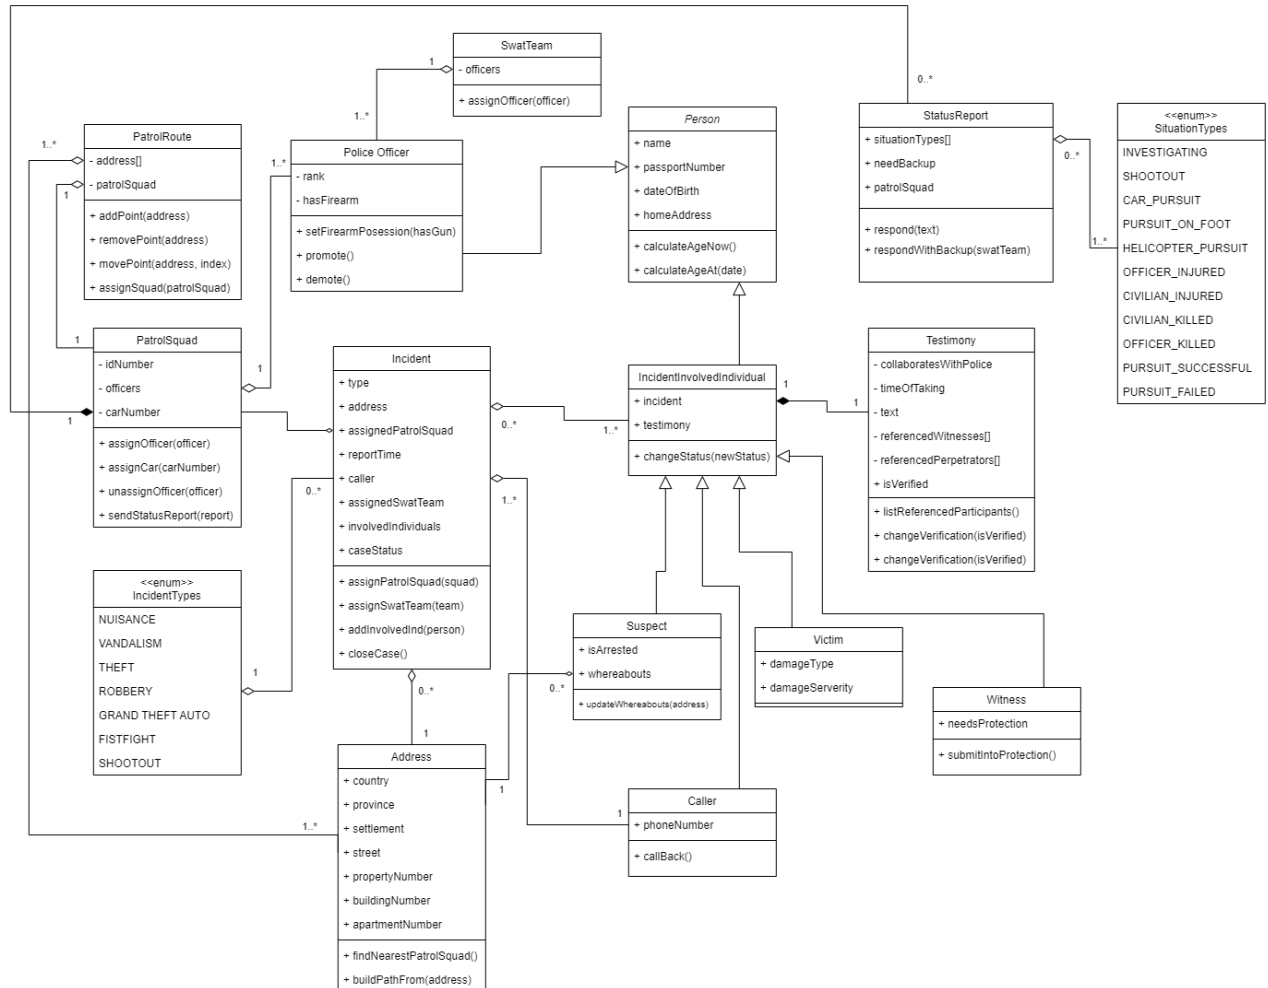 SwatTeam
- officers
+ assignOfficer(officer)
1
1..*
PatrolRoute
- address[]
- patrolSquad
+ addPoint(address)
+ removePoint(address)
+ movePoint(address, index)
+ assignSquad(patrolSquad)
1..*
1
1
Police Officer
- rank
- hasFirearm
+ setFirearmPosession(hasGun)
+ promote()
+ demote()
1..*
1
Person
+ name
+ passportNumber
+ dateOfBirth
+ homeAddress
+ calculateAgeNow()
+ calculateAgeAt(date)
0..*
StatusReport
+ situationTypes[]
+ needBackup
+ patrolSquad
+ respond(text)
+ respondWithBackup(swatTeam)
0..*
1..*
<<enum>>
SituationTypes
INVESTIGATING
SHOOTOUT
CAR_PURSUIT
PURSUIT_ON_FOOT
HELICOPTER_PURSUIT
OFFICER_INJURED
CIVILIAN_INJURED
CIVILIAN_KILLED
OFFICER_KILLED
PURSUIT_SUCCESSFUL
PURSUIT_FAILED
PatrolSquad
- idNumber
- officers
- carNumber
+ assignOfficer(officer)
+ assignCar(carNumber)
+ unassignOfficer(officer)
+ sendStatusReport(report)
1
Incident
+ type
+ address
+ assignedPatrolSquad
+ reportTime
+ caller
+ assignedSwatTeam
+ involvedIndividuals
+ caseStatus
+ assignPatrolSquad(squad)
+ assignSwatTeam(team)
+ addInvolvedInd(person)
+ closeCase()
0..*
0..*
1..*
1..*
0..*
IncidentInvolvedIndividual
+ incident
+ testimony
+ changeStatus(newStatus)
1
1
Testimony
- collaboratesWithPolice
- timeOfTaking
- text
- referencedWitnesses[]
- referencedPerpetrators[]
+ isVerified
+ listReferencedParticipants()
+ changeVerification(isVerified)
+ changeVerification(isVerified)
<<enum>>
IncidentTypes
NUISANCE
VANDALISM
THEFT
ROBBERY
GRAND THEFT AUTO
FISTFIGHT
SHOOTOUT
1
Suspect
+ isArrested
+ whereabouts
+ updateWhereabouts(address)
0..*
1
Victim
+ damageType
+ damageServerity
Witness
+ needsProtection
+ submitIntoProtection()
Address
+ country
+ province
+ settlement
+ street
+ propertyNumber
+ buildingNumber
+ apartmentNumber
+ findNearestPatrolSquad()
+ buildPathFrom(address)
1
1..*
Caller
+ phoneNumber
+ callBack()
1